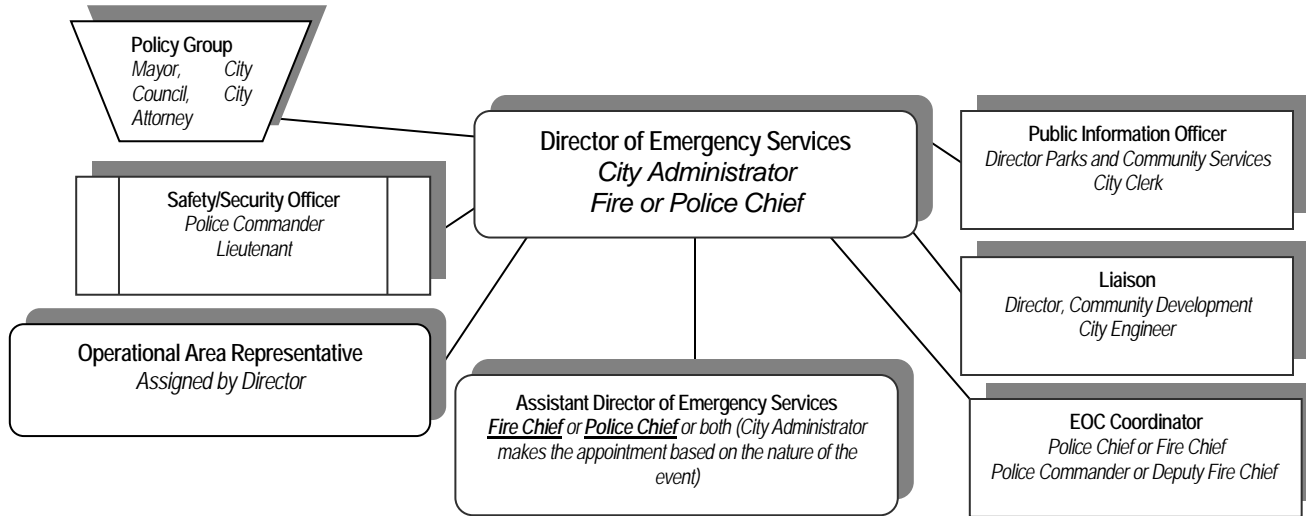 Policy Group
Mayor, City
Council, City
Attorney
Director of Emergency Services
City Administrator
Fire or Police Chief
Public Information Officer
Director Parks and Community Services
City Clerk
Safety/Security Officer
Police Commander
Lieutenant
Liaison
Director, Community Development
City Engineer
Operational Area Representative
Assigned by Director
Assistant Director of Emergency Services
Fire Chief or Police Chief or both (City Administrator
makes the appointment based on the nature of the
event)
EOC Coordinator
Police Chief or Fire Chief
Police Commander or Deputy Fire Chief